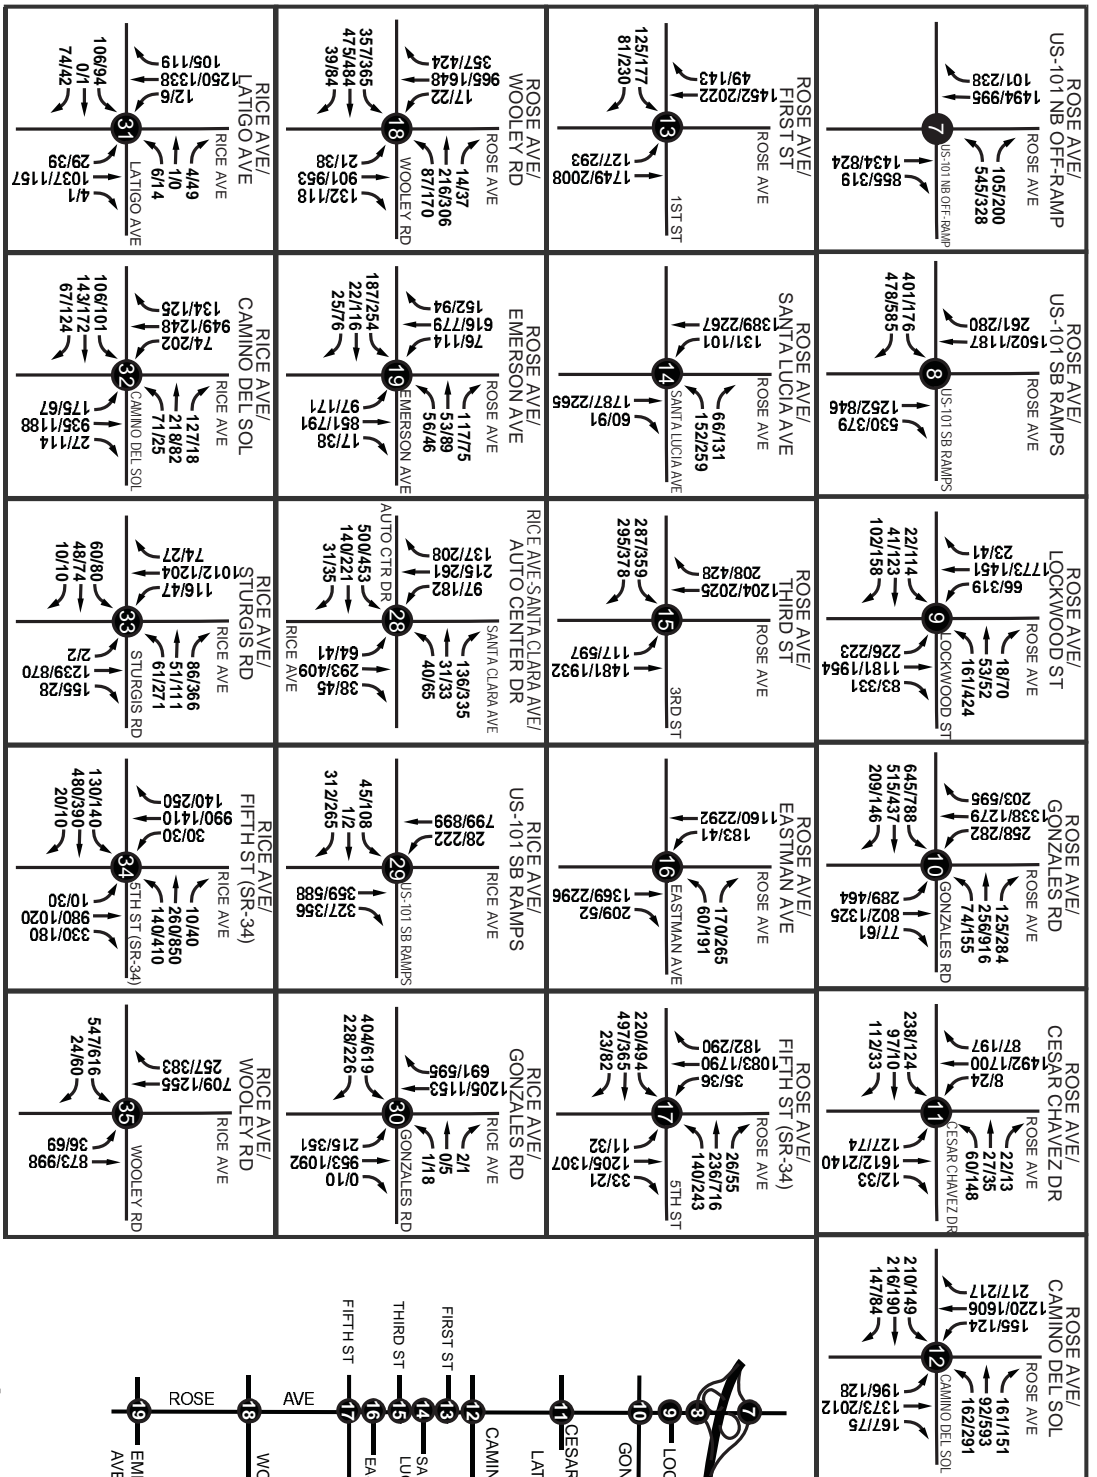 ROSE AVE/
US-101 NB OFF-RAMP
101/238
1494/995
ROSE AVE
105/200
545/328
7
US-101 NB OFF-RAMP
1434/824
855/319
ROSE AVE/
US-101 SB RAMPS
401/176
478/585
261/280
1502/1187
ROSE AVE
8
US-101 SB RAMPS
1252/846
530/379
ROSE AVE/
LOCKWOOD ST
22/114
41/123
102/158
23/41
1773/1451
66/319
ROSE AVE
18/70
53/52
161/424
9
LOCKWOOD ST
226/223
1181/1954
83/331
ROSE AVE/
GONZALES RD
645/788
515/437
209/146
203/595
1338/1279
258/282
ROSE AVE
125/284
256/916
74/155
10
GONZALES RD
289/464
802/1325
77/61
ROSE AVE/
CESAR CHAVEZ DR
238/124
97/10
112/33
87/197
1492/1700
8/24
ROSE AVE
22/13
27/35
60/148
11
CESAR CHAVEZ DR
127/74
1612/2140
12/33
ROSE AVE/
CAMINO DEL SOL
210/149
216/190
147/84
217/217
1220/1606
155/124
ROSE AVE
161/151
92/593
162/291
12
CAMINO DEL SOL
196/128
1373/2012
167/75
ROSE AVE/
FIRST ST
125/177
81/230
49/143
1452/2022
ROSE AVE
13
1ST ST
127/293
1749/2008
ROSE AVE/
SANTA LUCIA AVE
1389/2267
131/101
ROSE AVE
66/131
152/259
14
SANTA LUCIA AVE
1787/2265
60/91
ROSE AVE/
THIRD ST
287/359
295/378
208/428
1204/2025
ROSE AVE
15
3RD ST
117/597
1481/1932
ROSE AVE/
EASTMAN AVE
1160/2292
183/41
ROSE AVE
170/265
60/191
16
EASTMAN AVE
1369/2296
209/52
ROSE AVE/
FIFTH ST (SR-34)
220/494
497/365
23/82
182/290
1083/1790
35/36
ROSE AVE
26/55
236/716
140/243
17
5TH ST
11/32
1205/1307
33/21
ROSE AVE/
WOOLEY RD
357/365
475/484
39/84
357/424
965/1648
17/22
ROSE AVE
14/37
216/306
87/170
18
WOOLEY RD
21/38
901/953
132/118
ROSE AVE/
EMERSON AVE
187/254
22/116
25/76
152/94
616/779
76/114
ROSE AVE
117/75
53/89
56/46
19
EMERSON AVE
97/171
851/791
17/38
RICE AVE-SANTA CLARA AVE/
AUTO CENTER DR
AUTO CTR DR
500/453
140/221
31/35
137/208
215/261
97/182
SANTA CLARA AVE
136/335
31/33
40/65
28
64/41
293/409
38/45
RICE AVE
RICE AVE/
US-101 SB RAMPS
45/108
1/2
312/265
799/899
28/222
RICE AVE
29
US-101 SB RAMPS
359/588
327/366
RICE AVE/
GONZALES RD
404/619
228/226
691/595
1205/1153
RICE AVE
2/1
0/5
1/18
30
GONZALES RD
215/351
953/1092
0/10
RICE AVE/
LATIGO AVE
106/94
0/1
74/42
105/119
1250/1338
12/6
RICE AVE
4/49
1/0
6/14
31
LATIGO AVE
29/39
1037/1157
4/1
RICE AVE/
CAMINO DEL SOL
106/101
143/172
67/124
134/125
949/1248
74/202
RICE AVE
127/18
218/82
71/25
32
CAMINO DEL SOL
175/67
935/1188
27/114
RICE AVE/
STURGIS RD
60/80
48/74
10/10
74/27
1012/1204
116/47
RICE AVE
86/366
51/111
61/271
33
STURGIS RD
2/2
1239/870
155/28
RICE AVE/
FIFTH ST (SR-34)
130/140
480/390
20/10
140/250
990/1410
30/30
RICE AVE
10/40
260/850
140/410
34
5TH ST (SR-34)
10/30
980/1020
330/180
RICE AVE/
WOOLEY RD
547/616
24/60
257/383
709/1255
RICE AVE
35
WOOLEY RD
36/69
873/998
7
8
9
LOC
10
GON
11
CESAR
LAT
12
CAMIN
FIRST ST
13
14
SA
LUC
THIRD ST
15
16
EA
FIFTH ST
17
AVE
18
WO
ROSE
19
EME
AVE